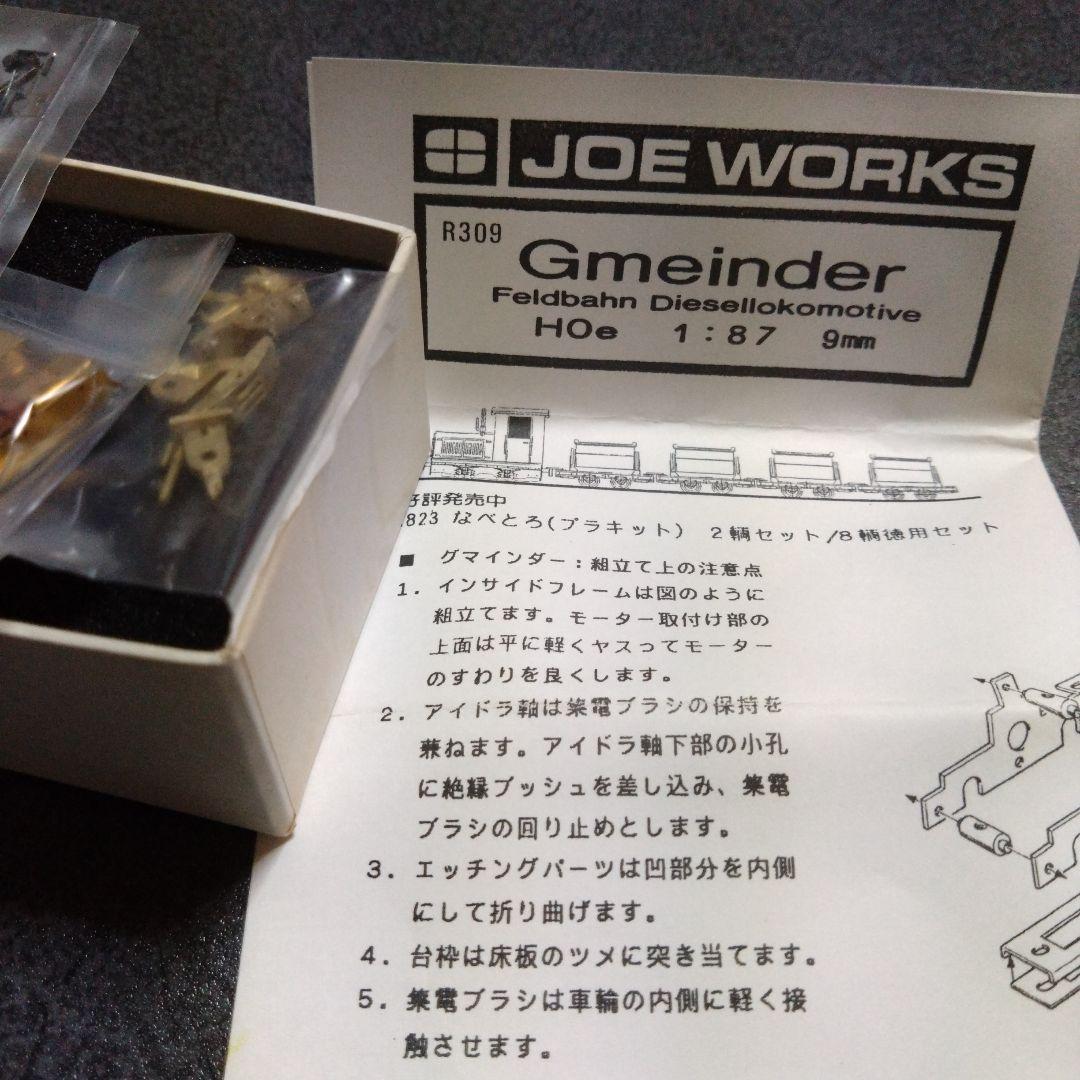 JOE WORKS
R309
Gmeinder
Feldbahn Diesellokomotive
HOe 1:87 9mm
好評発売中
.823 なべとろ(プラキット) 2輌セット/8輌徳用セット
■ グマインダー：組立て上の注意点
1. インサイドフレームは図のように
組立てます。モーター取付け部の
上面は平に軽くヤスってモーター
のすわりを良くします。
2. アイドラ軸は集電ブラシの保持を
兼ねます。アイドラ軸下部の小孔
に絶縁ブッシュを差し込み、集電
ブラシの回り止めとします。
3. エッチングパーツは凹部分を内側
にして折り曲げます。
4. 台枠は床板のツメに突き当てます。
5. 集電ブラシは車輪の内側に軽く接
触させます。